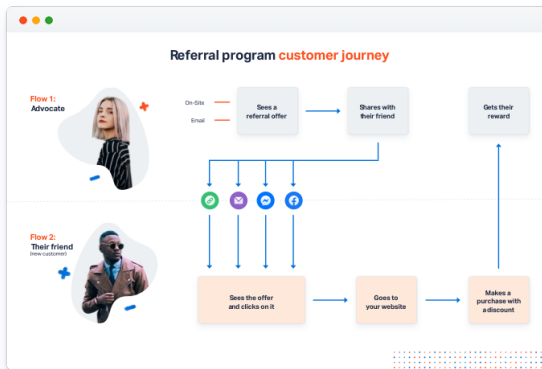 Referral program customer journey
Flow 1:
Advocate
On-Site
Email
Sees a
referral offer
Shares with
their friend
Gets their
reward
Flow 2:
Their friend
(new customer)
Sees the offer
and clicks on it
Goes to
your website
Makes a
purchase with
a discount